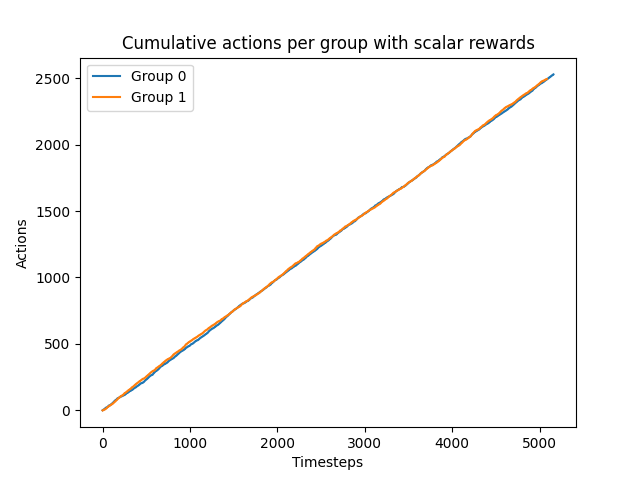 Cumulative actions per group with scalar rewards
Group 0
Group 1
2500
2000
1500
1000
500
0
Actions
0 1000 2000 3000 4000 5000
Timesteps